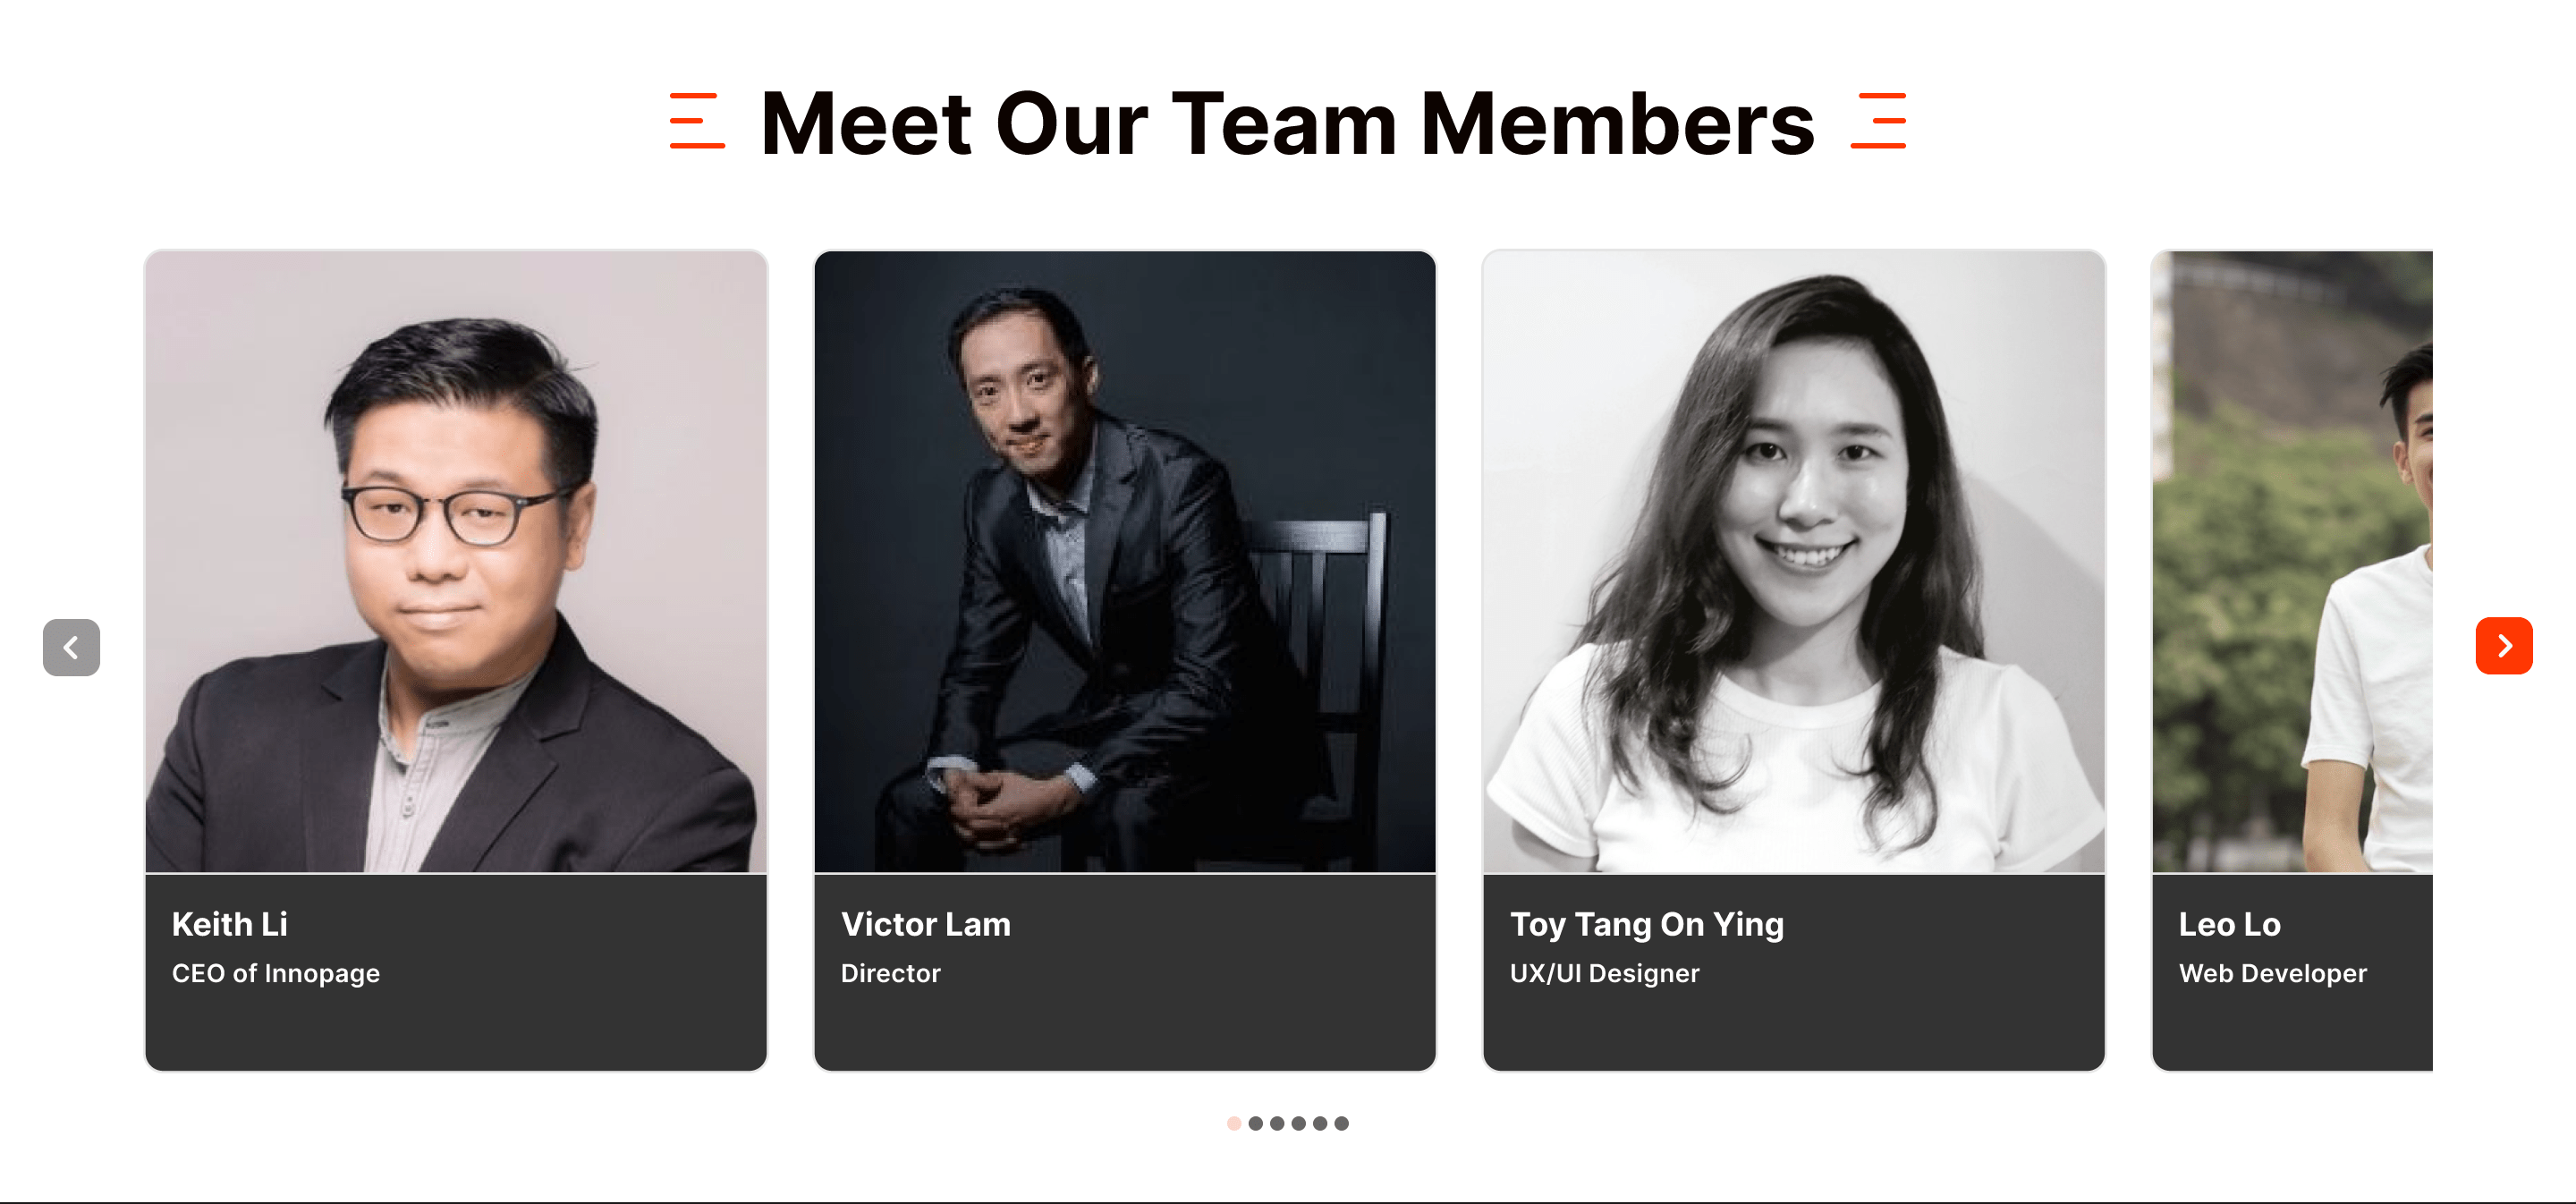 Meet Our Team Members
Keith Li
CEO of Innopage
Victor Lam
Director
Toy Tang On Ying
UX/UI Designer
Leo Lo
Web Developer